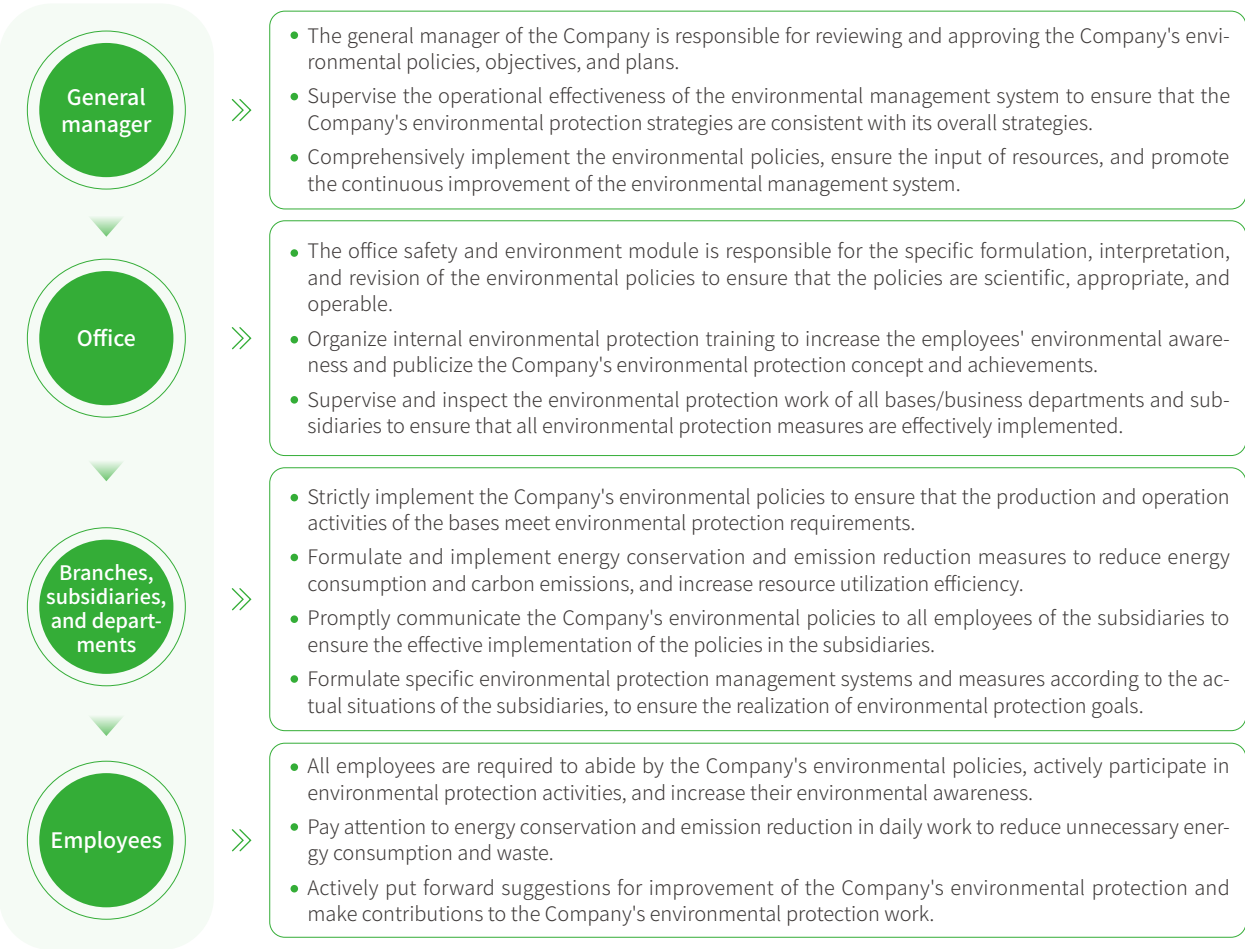 General
manager
• The general manager of the Company is responsible for reviewing and approving the Company's envi-
ronmental policies, objectives, and plans.
• Supervise the operational effectiveness of the environmental management system to ensure that the
Company's environmental protection strategies are consistent with its overall strategies.
• Comprehensively implement the environmental policies, ensure the input of resources, and promote
the continuous improvement of the environmental management system.
Office
• The office safety and environment module is responsible for the specific formulation, interpretation,
and revision of the environmental policies to ensure that the policies are scientific, appropriate, and
operable.
• Organize internal environmental protection training to increase the employees' environmental aware-
ness and publicize the Company's environmental protection concept and achievements.
• Supervise and inspect the environmental protection work of all bases/business departments and sub-
sidiaries to ensure that all environmental protection measures are effectively implemented.
Branches,
subsidiaries,
and depart-
ments
• Strictly implement the Company's environmental policies to ensure that the production and operation
activities of the bases meet environmental protection requirements.
• Formulate and implement energy conservation and emission reduction measures to reduce energy
consumption and carbon emissions, and increase resource utilization efficiency.
• Promptly communicate the Company's environmental policies to all employees of the subsidiaries to
ensure the effective implementation of the policies in the subsidiaries.
• Formulate specific environmental protection management systems and measures according to the ac-
tual situations of the subsidiaries, to ensure the realization of environmental protection goals.
Employees
• All employees are required to abide by the Company's environmental policies, actively participate in
environmental protection activities, and increase their environmental awareness.
• Pay attention to energy conservation and emission reduction in daily work to reduce unnecessary ener-
gy consumption and waste.
• Actively put forward suggestions for improvement of the Company's environmental protection and
make contributions to the Company's environmental protection work.